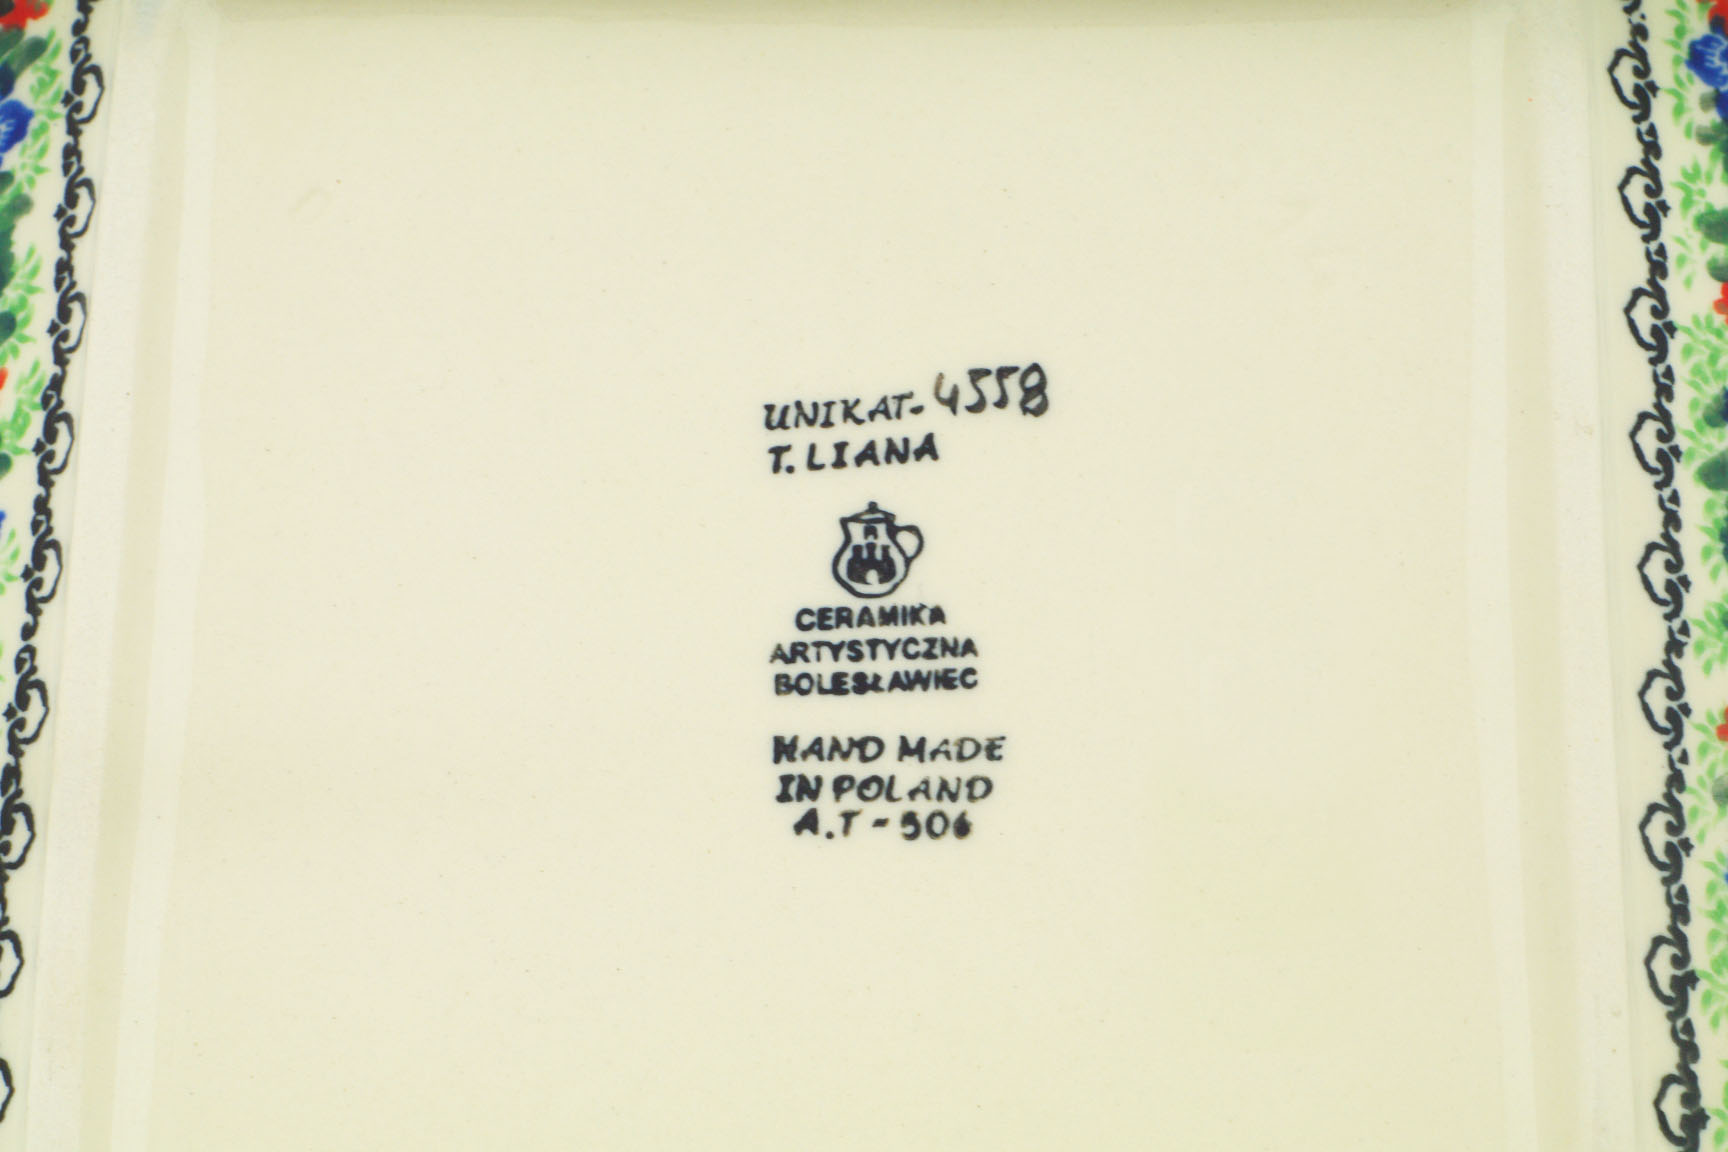 UNIKAT-4558
T. LIANA
CERAMIKA
ARTYSTYCZNA
BOLESŁAWIEC
HAND MADE
IN POLAND
A.T-506